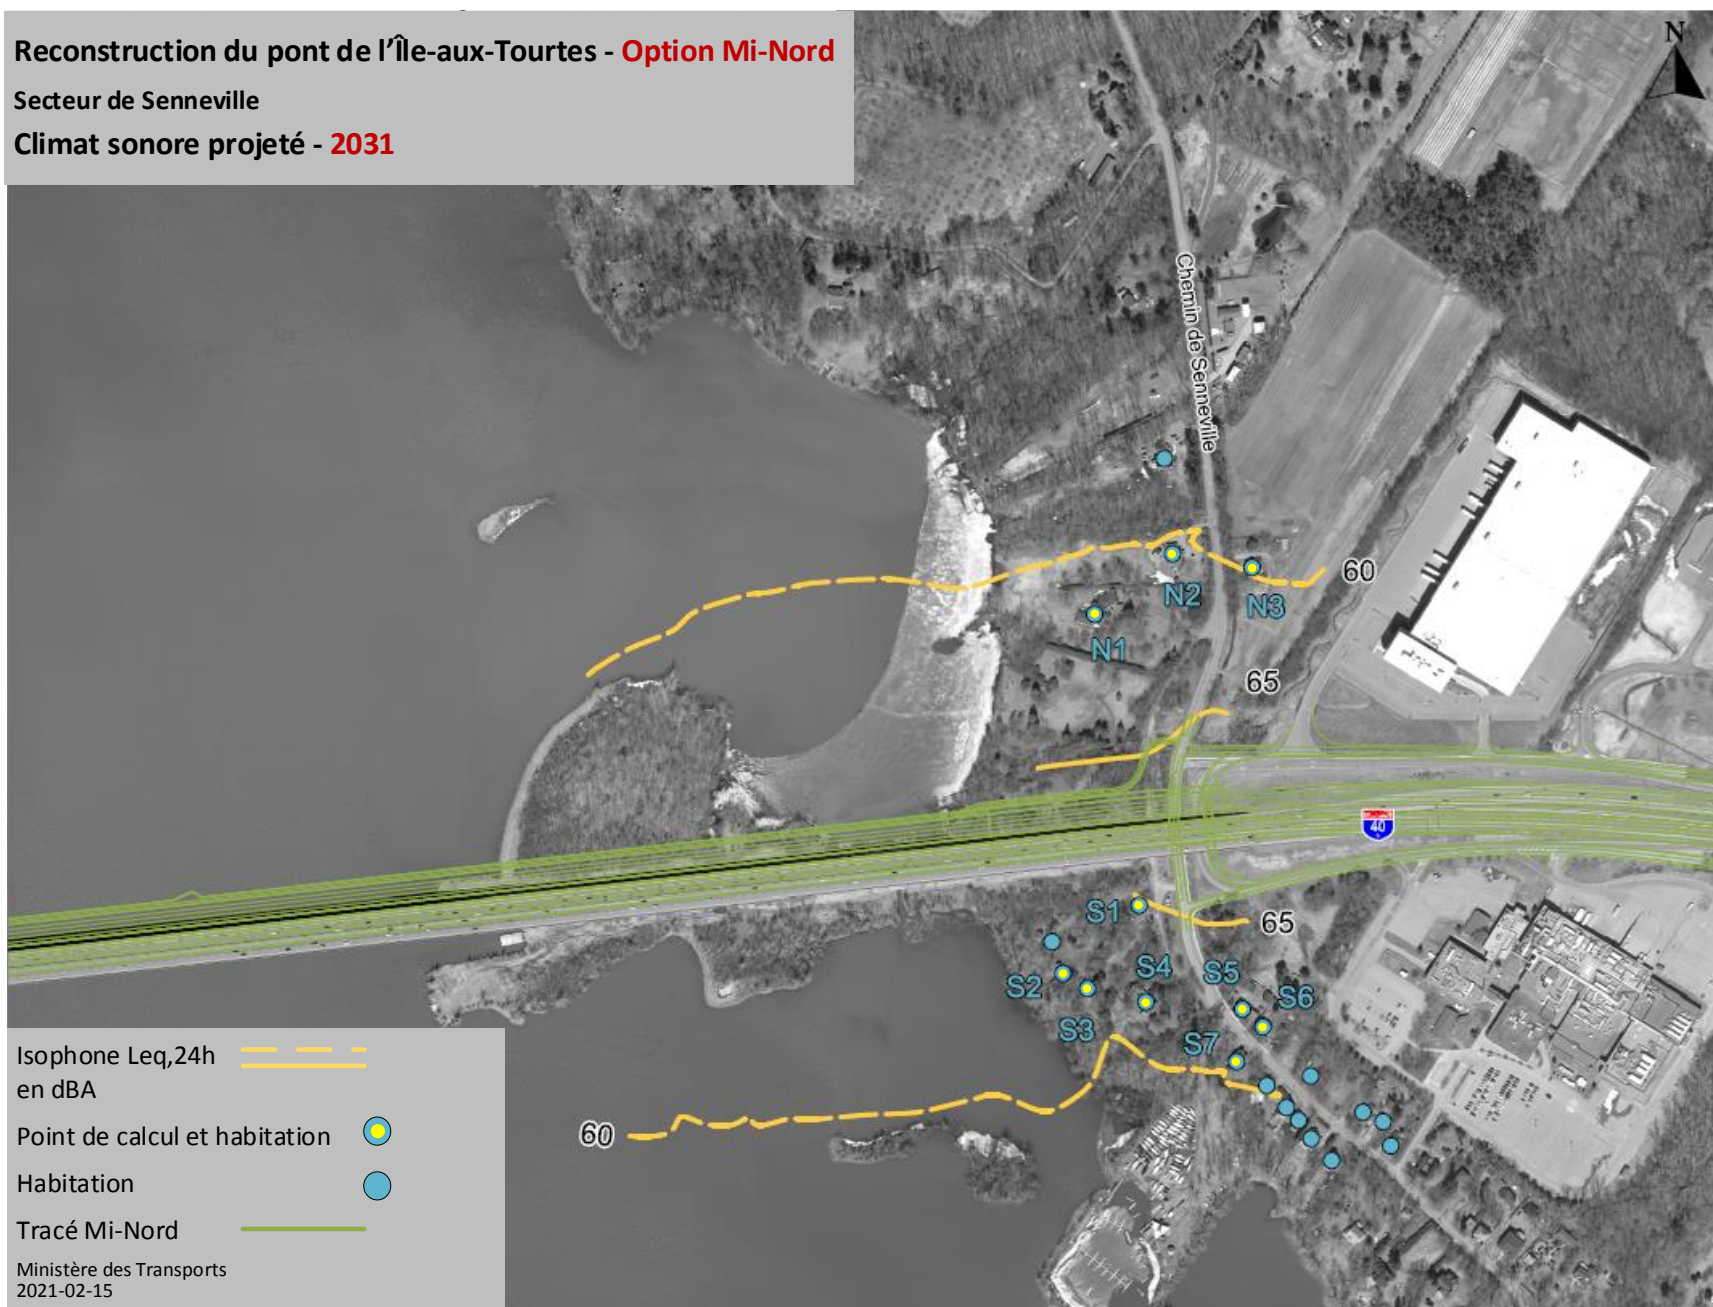 Reconstruction du pont de l'Île-aux-Tourtes - Option Mi-Nord
Secteur de Senneville
Climat sonore projeté - 2031
N
Chemin de Senneville
60
N2
N3
N1
65
40
S1
65
S4
S5
S2
S6
S3
S7
60
Isophone Leq,24h
en dBA
Point de calcul et habitation
Habitation
Tracé Mi-Nord
Ministère des Transports
2021-02-15